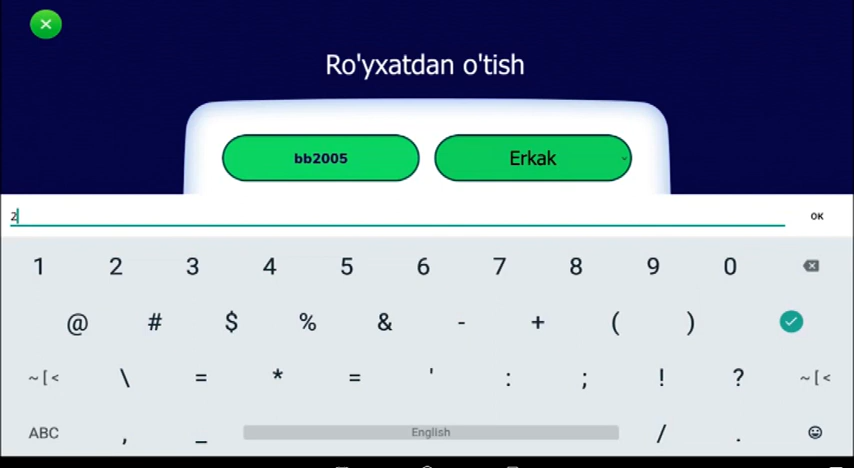 Ro'yxatdan o'tish
bb2005 Erkak
2 OK
1 2 3 4 5 6 7 8 9 0
@ # $ % & - + ( )
~ [ < \ = * = ' : ; ! ? ~ [ <
ABC , _ English / .